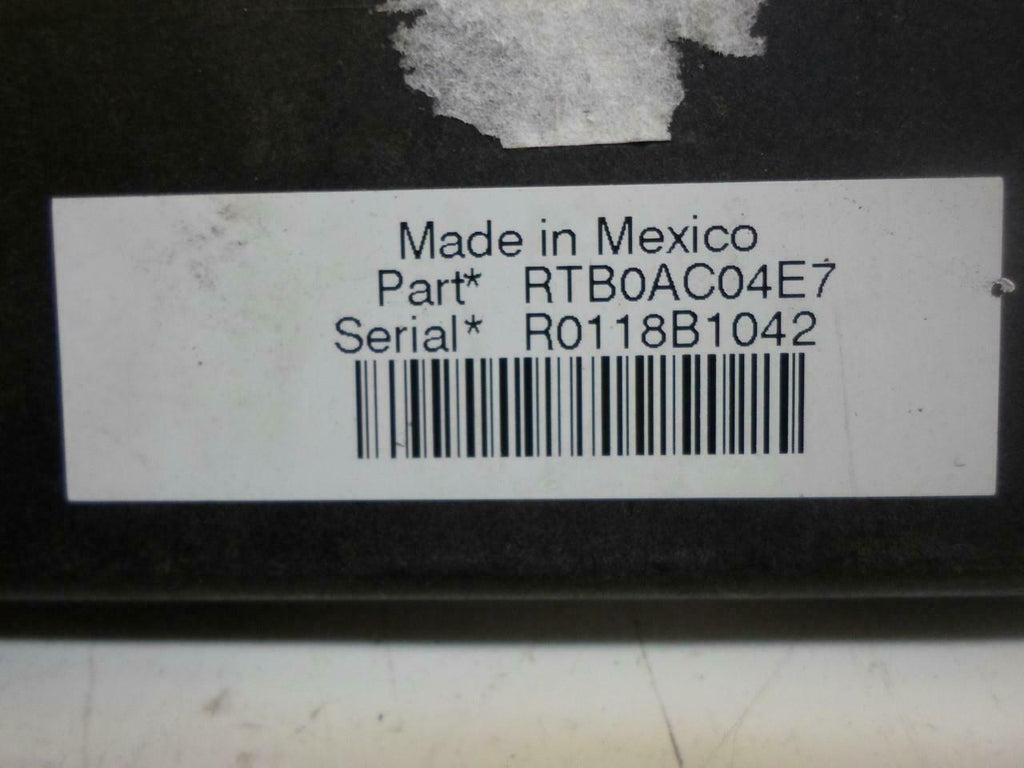 Made in Mexico
Part* RTB0AC04E7
Serial* R0118B1042